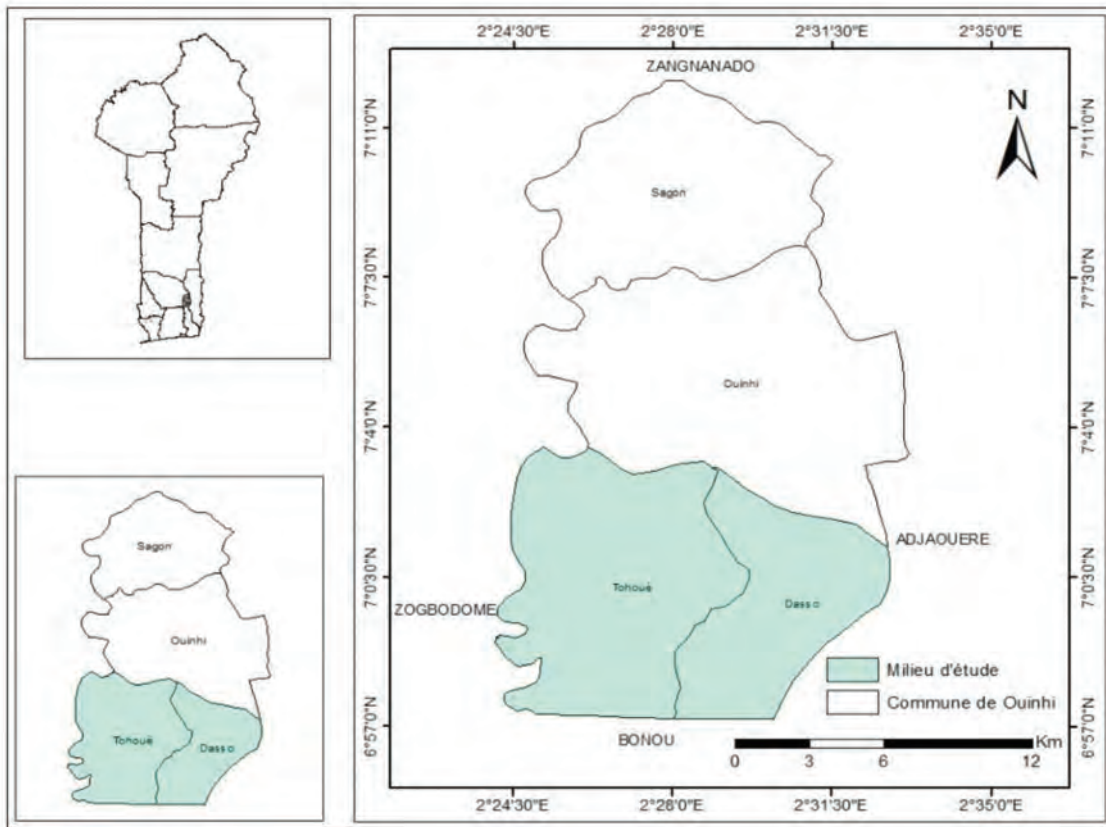 2°24'30"E 2°28'0"E 2°31'30"E 2°35'0"E
ZANGNANADO
N
7°11'0"N 7°11'0"N
Sagon
7°7'30"N 7°7'30"N
Ouinhi
7°4'0"N 7°4'0"N
Sagon
ADJAOUERE
7°0'30"N 7°0'30"N
Tohouè
Dasso
ZOGBODOME
Ouinhi
Milieu d'étude
Commune de Ouinhi
6°57'0"N 6°57'0"N
Tohouè
Dasso
BONOU
Km
0 3 6 12
2°24'30"E 2°28'0"E 2°31'30"E 2°35'0"E